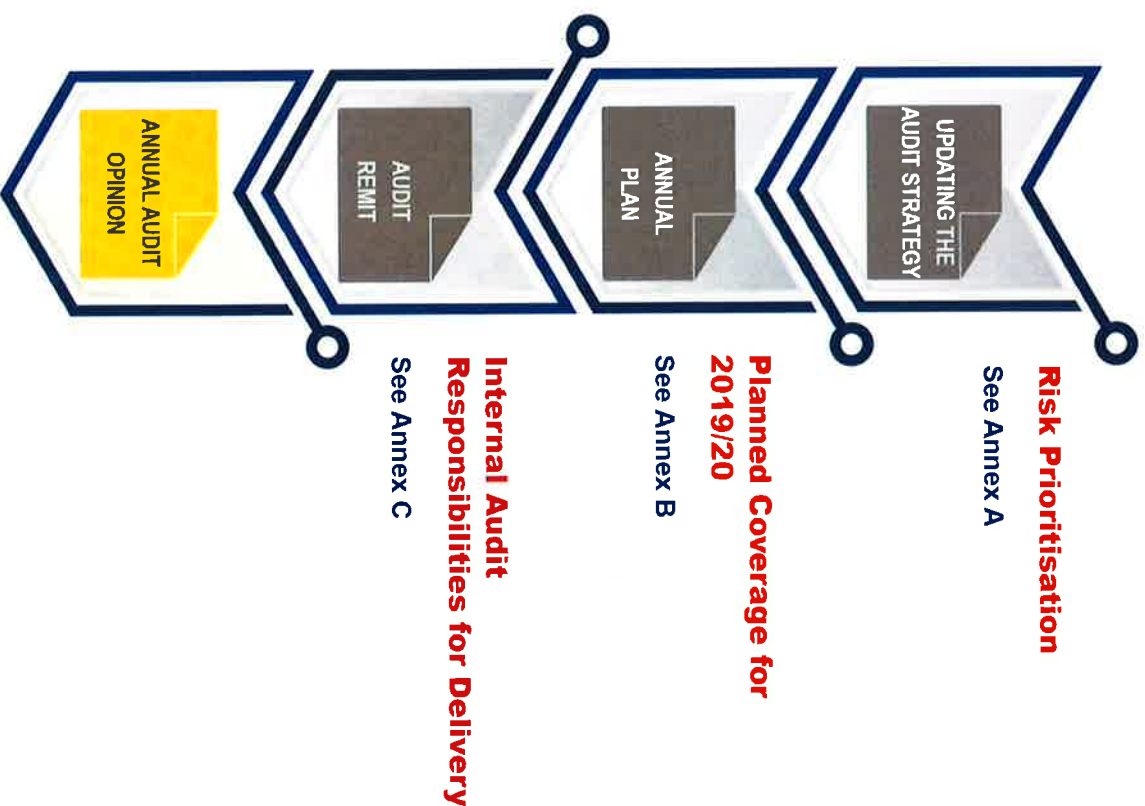 UPDATING THE
AUDIT STRATEGY
Risk Prioritisation
See Annex A
ANNUAL
PLAN
Planned Coverage for
2019/20
See Annex B
AUDIT
REMIT
Internal Audit
Responsibilities for Delivery
See Annex C
ANNUAL AUDIT
OPINION